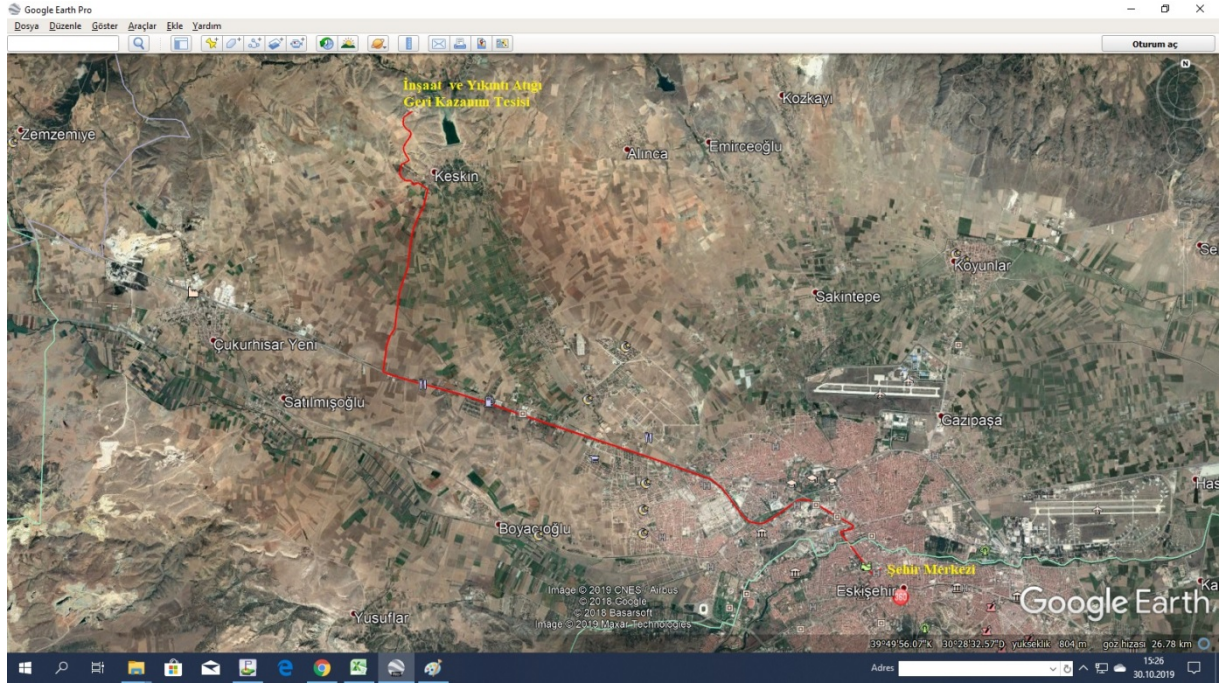 Google Earth Pro
Dosya Düzenle Göster Araçlar Ekle Yardım
Oturum aç
N
İnşaat ve Yıkıntı Atığı
Geri Kazanım Tesisi
Kozkayı
Zemzemiye
Emirceoğlu
Alınca
Keskin
Koyunlar
Sakintepe
Çukurhisar Yeni
Satılmışoğlu
Gazipaşa
Has
Boyacıoğlu
Şehir Merkezi
Eskişehir
Ka
Yusuflar
Image © 2019 CNES / Airbus
© 2018 Google
© 2018 Basarsoft
Image © 2019 Maxar Technologies
Google Earth
39°49'56.07"K 30°28'32.57"D yükseklik 804 m göz hizası 26.78 km
Adres
15:26
30.10.2019